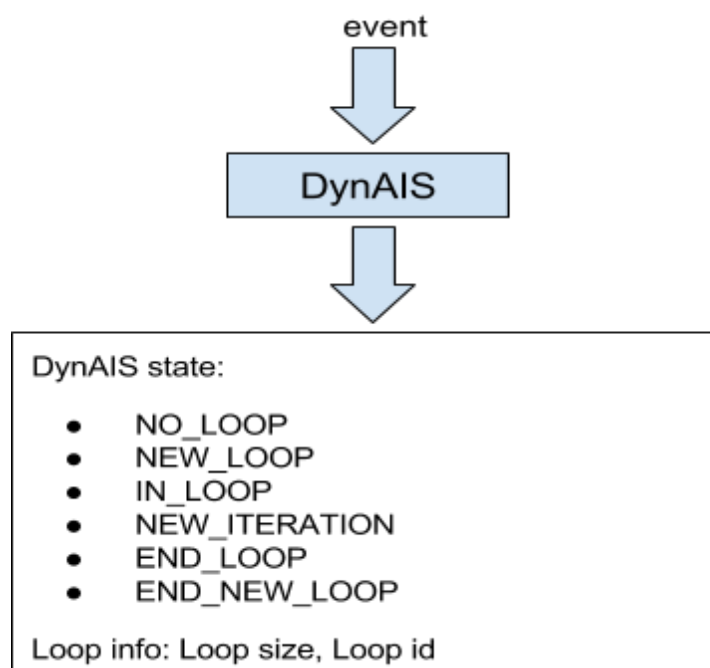 event
DynAIS
DynAIS state:
● NO_LOOP
● NEW_LOOP
● IN_LOOP
● NEW_ITERATION
● END_LOOP
● END_NEW_LOOP
Loop info: Loop size, Loop id